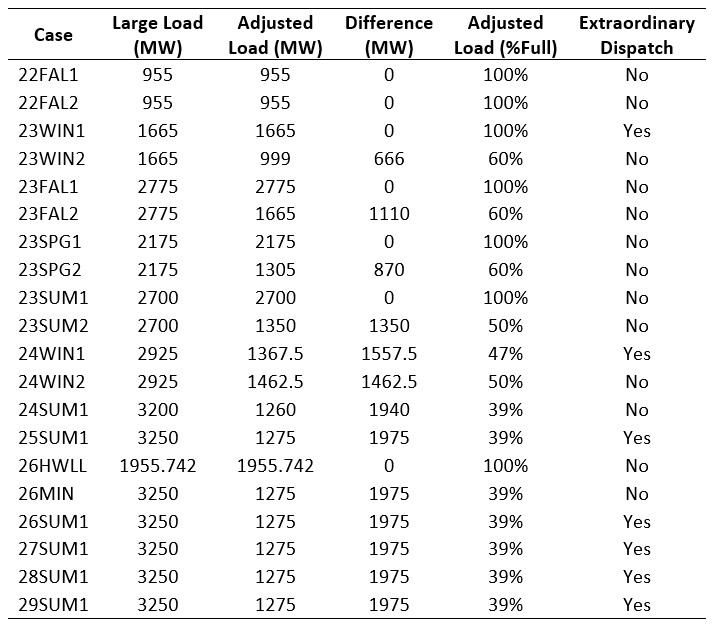 Case Large Load (MW) Adjusted Load (MW) Difference (MW) Adjusted Load (%Full) Extraordinary Dispatch
22FAL1 955 955 0 100% No
22FAL2 955 955 0 100% No
23WIN1 1665 1665 0 100% Yes
23WIN2 1665 999 666 60% No
23FAL1 2775 2775 0 100% No
23FAL2 2775 1665 1110 60% No
23SPG1 2175 2175 0 100% No
23SPG2 2175 1305 870 60% No
23SUM1 2700 2700 0 100% No
23SUM2 2700 1350 1350 50% No
24WIN1 2925 1367.5 1557.5 47% Yes
24WIN2 2925 1462.5 1462.5 50% No
24SUM1 3200 1260 1940 39% No
25SUM1 3250 1275 1975 39% Yes
26HWLL 1955.742 1955.742 0 100% No
26MIN 3250 1275 1975 39% No
26SUM1 3250 1275 1975 39% Yes
27SUM1 3250 1275 1975 39% Yes
28SUM1 3250 1275 1975 39% Yes
29SUM1 3250 1275 1975 39% Yes